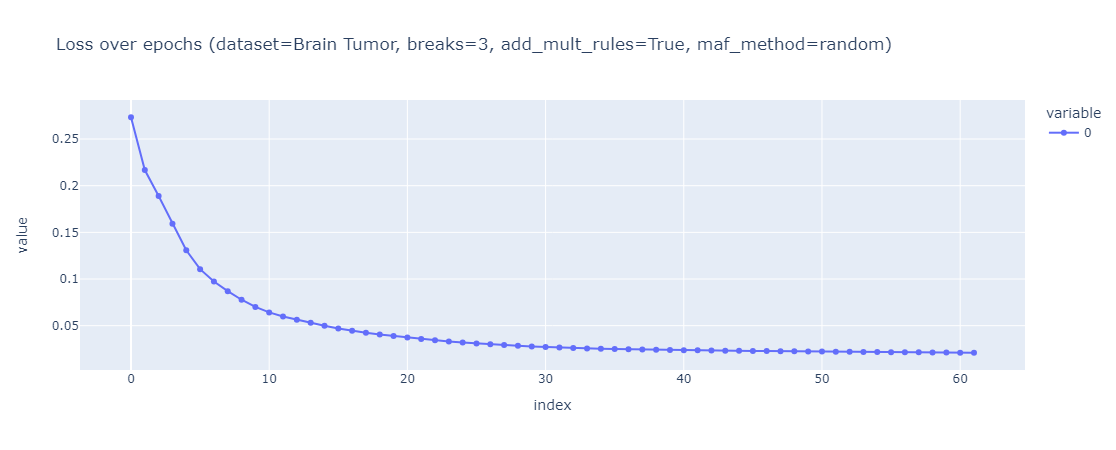 Loss over epochs (dataset=Brain Tumor, breaks=3, add_mult_rules=True, maf_method=random)
variable
0
value
0.25
0.2
0.15
0.1
0.05
0 10 20 30 40 50 60
index